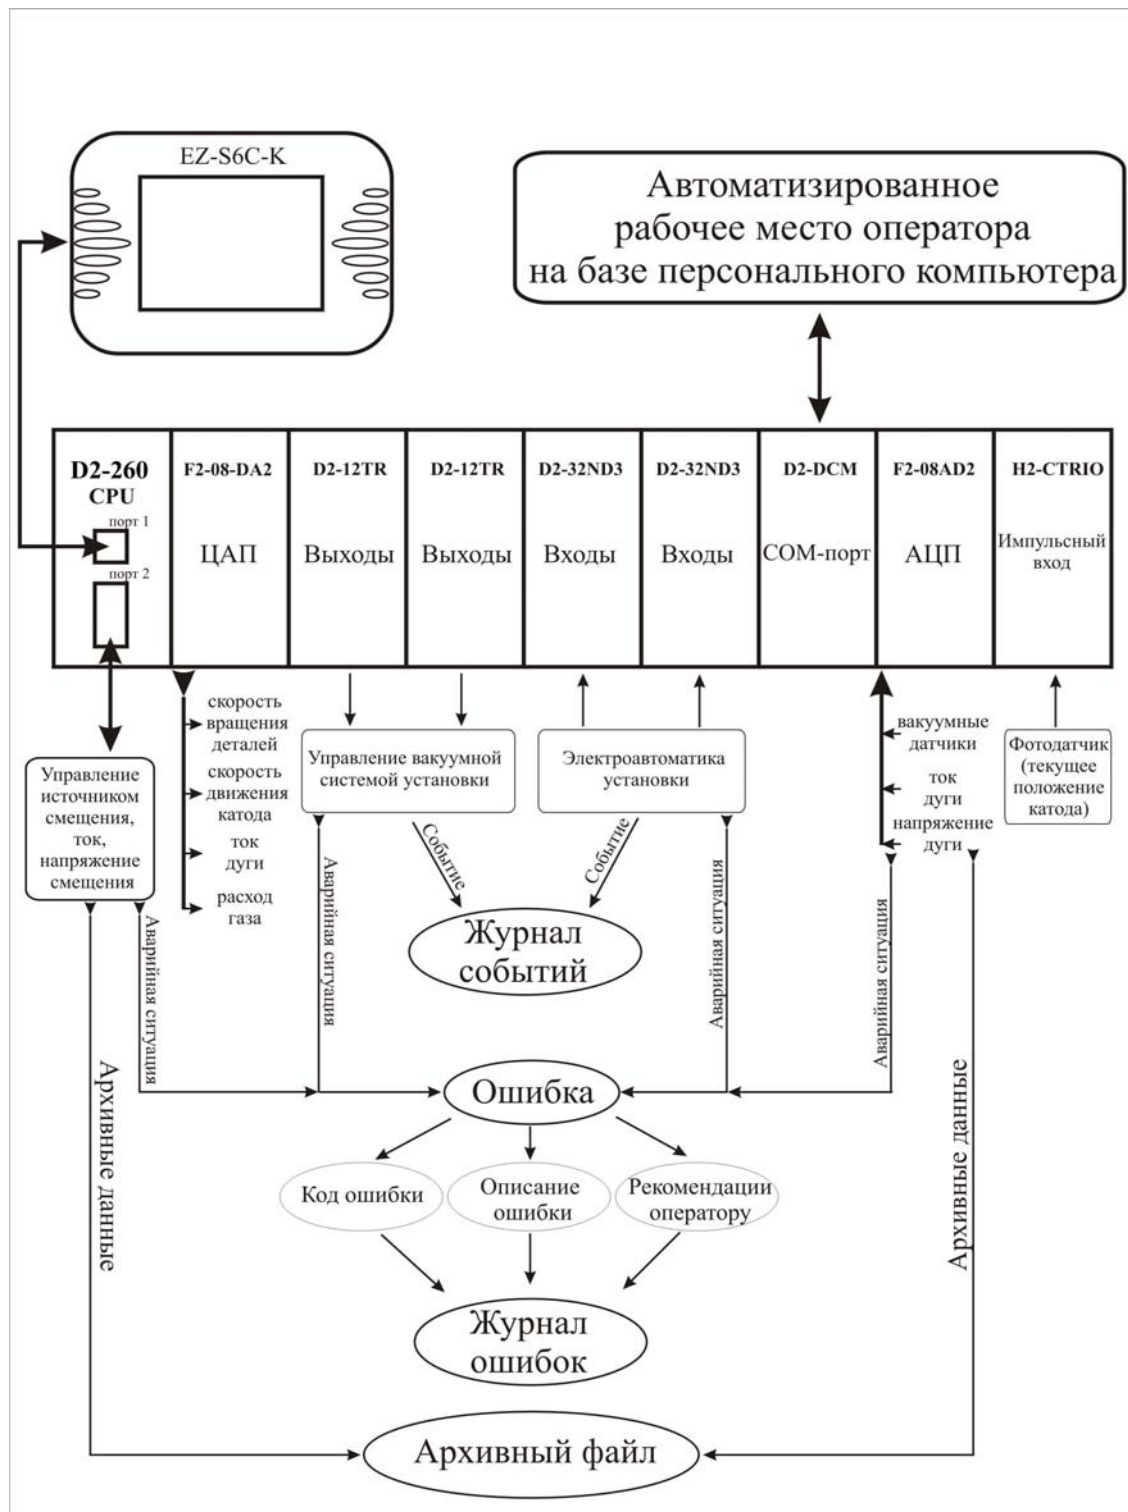 EZ-S6C-K
Автоматизированное
рабочее место оператора
на базе персонального компьютера
D2-260
CPU
порт 1
порт 2
F2-08-DA2
ЦАП
D2-12TR
Выходы
D2-12TR
Выходы
D2-32ND3
Входы
D2-32ND3
Входы
D2-DCM
COM-порт
F2-08AD2
АЦП
H2-CTRIO
Импульсный
вход
Управление
источником
смещения,
ток,
напряжение
смещения
скорость
вращения
деталей
скорость
движения
катода
ток
дуги
расход
газа
Управление вакуумной
системой установки
Электроавтоматика
установки
вакуумные
датчики
ток
дуги
напряжение
дуги
Фотодатчик
(текущее
положение
катода)
Событие
Событие
Аварийная ситуация
Аварийная ситуация
Аварийная ситуация
Аварийная ситуация
Журнал
событий
Архивные данные
Архивные данные
Ошибка
Код ошибки
Описание
ошибки
Рекомендации
оператору
Журнал
ошибок
Архивный файл